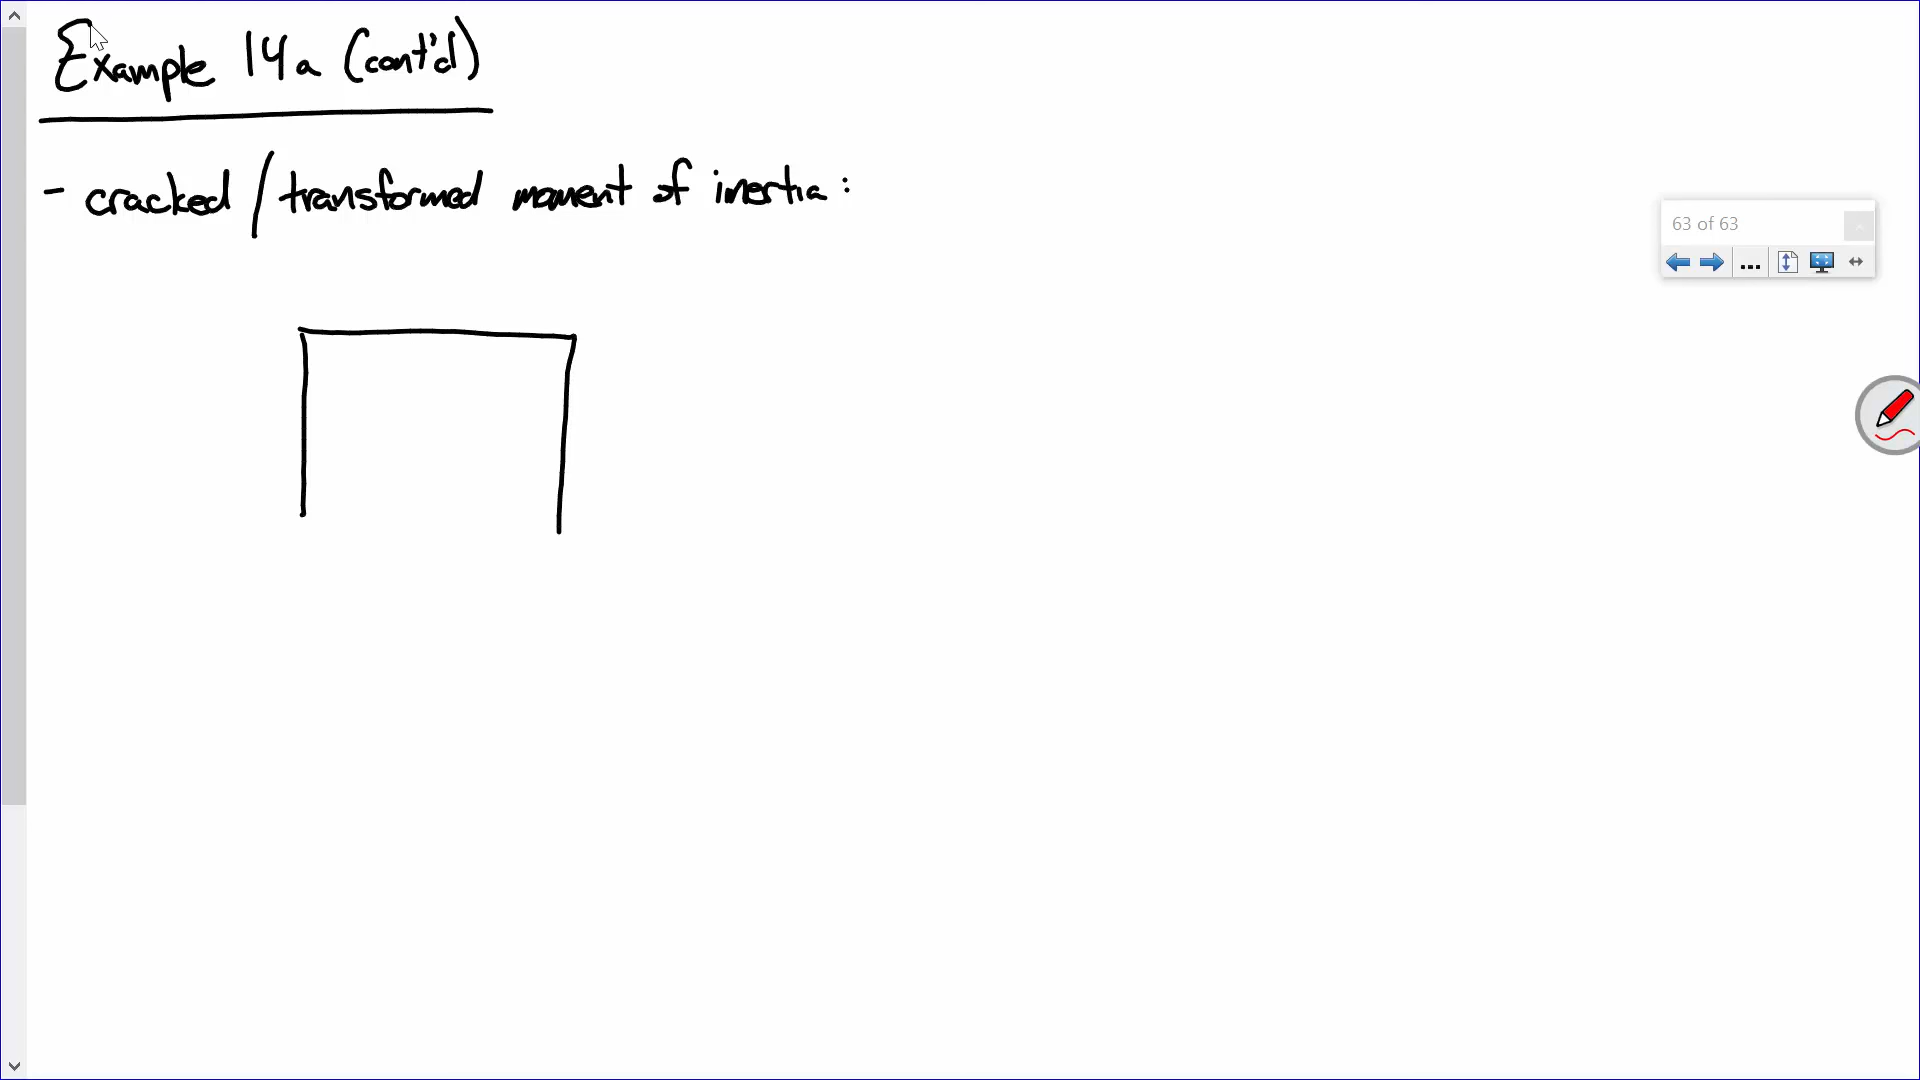 Example 14a (cont'd)
- cracked / transformed moment of inertia :
63 of 63
...